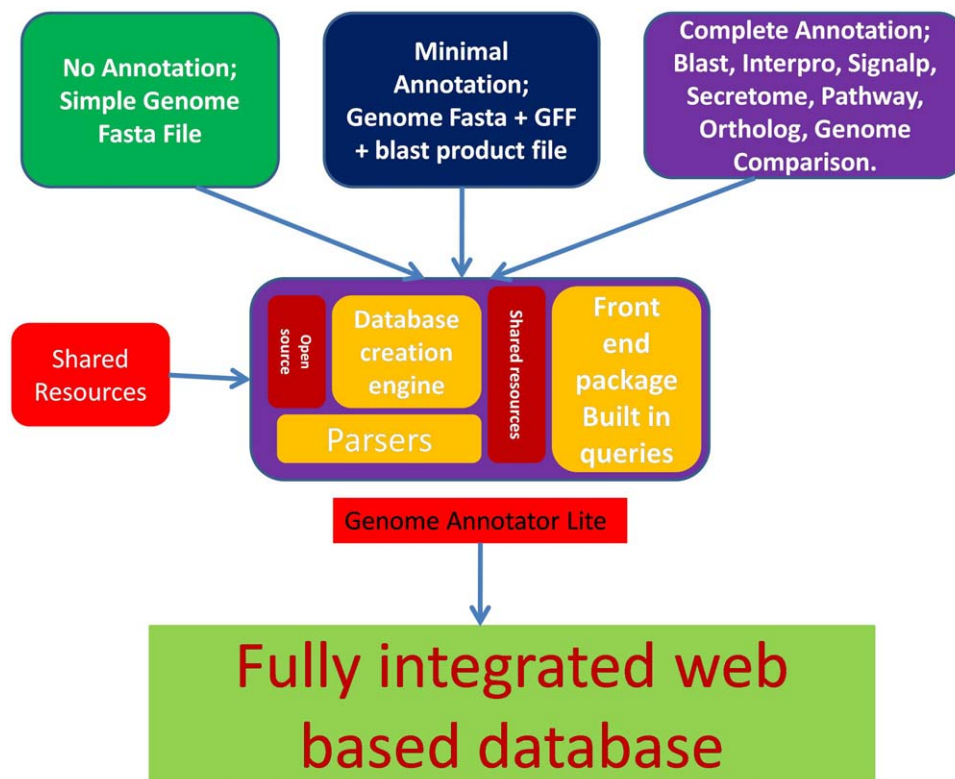 No Annotation;
Simple Genome
Fasta File
Minimal
Annotation;
Genome Fasta + GFF
+ blast product file
Complete Annotation;
Blast, Interpro, Signalp,
Secretome, Pathway,
Ortholog, Genome
Comparison.
Shared
Resources
Open
source
Database
creation
engine
Parsers
Shared resources
Front
end
package
Built in
queries
Genome Annotator Lite
Fully integrated web
based database